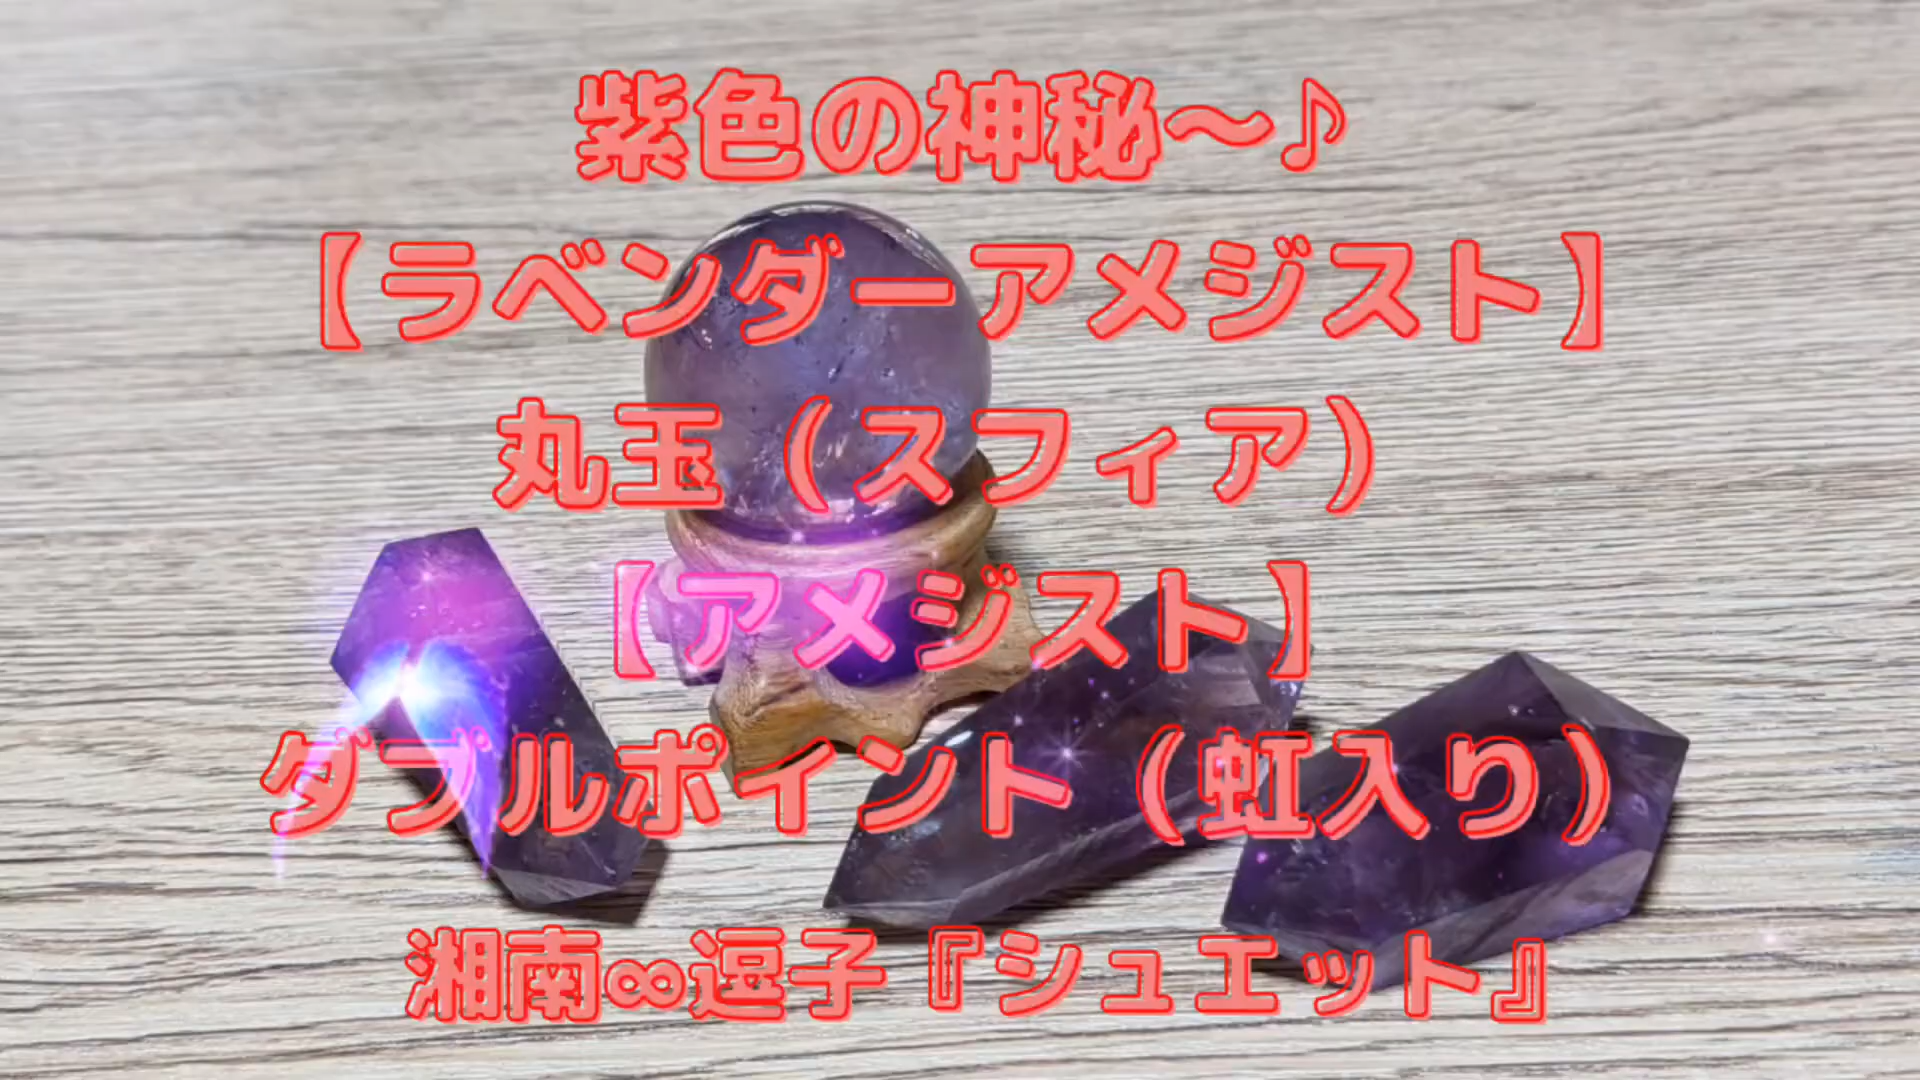 紫色の神秘～♪
【ラベンダーアメジスト】
丸玉（スフィア）
【アメジスト】
ダブルポイント（虹入り）
湘南∞逗子『シュエット』